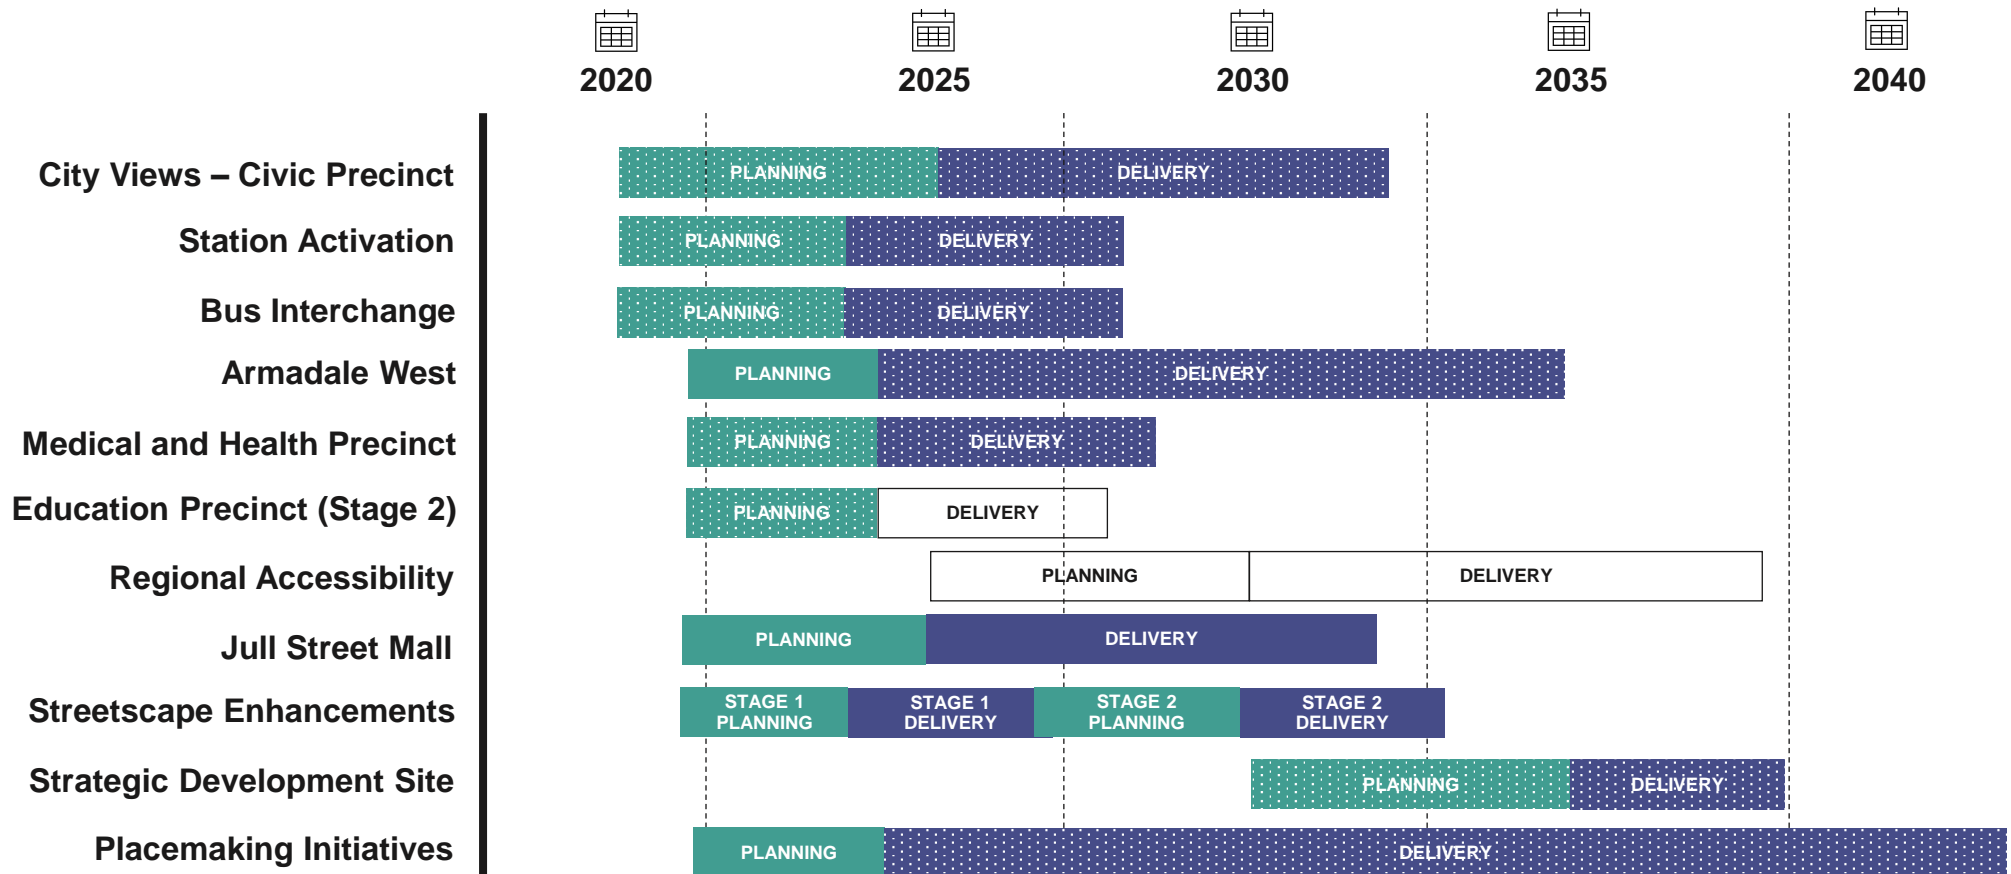 2020 2025 2030 2035 2040
City Views – Civic Precinct PLANNING DELIVERY
Station Activation PLANNING DELIVERY
Bus Interchange PLANNING DELIVERY
Armadale West PLANNING DELIVERY
Medical and Health Precinct PLANNING DELIVERY
Education Precinct (Stage 2) PLANNING DELIVERY
Regional Accessibility PLANNING DELIVERY
Jull Street Mall PLANNING DELIVERY
Streetscape Enhancements
STAGE 1
PLANNING
STAGE 1
DELIVERY
STAGE 2
PLANNING
STAGE 2
DELIVERY
Strategic Development Site PLANNING DELIVERY
Placemaking Initiatives PLANNING DELIVERY